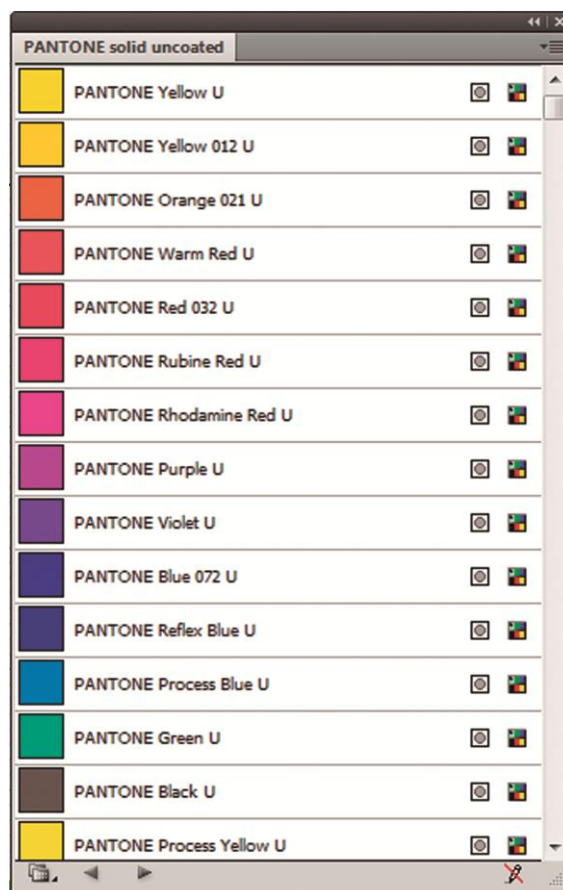 PANTONE solid uncoated
PANTONE Yellow U
PANTONE Yellow 012 U
PANTONE Orange 021 U
PANTONE Warm Red U
PANTONE Red 032 U
PANTONE Rubine Red U
PANTONE Rhodamine Red U
PANTONE Purple U
PANTONE Violet U
PANTONE Blue 072 U
PANTONE Reflex Blue U
PANTONE Process Blue U
PANTONE Green U
PANTONE Black U
PANTONE Process Yellow U